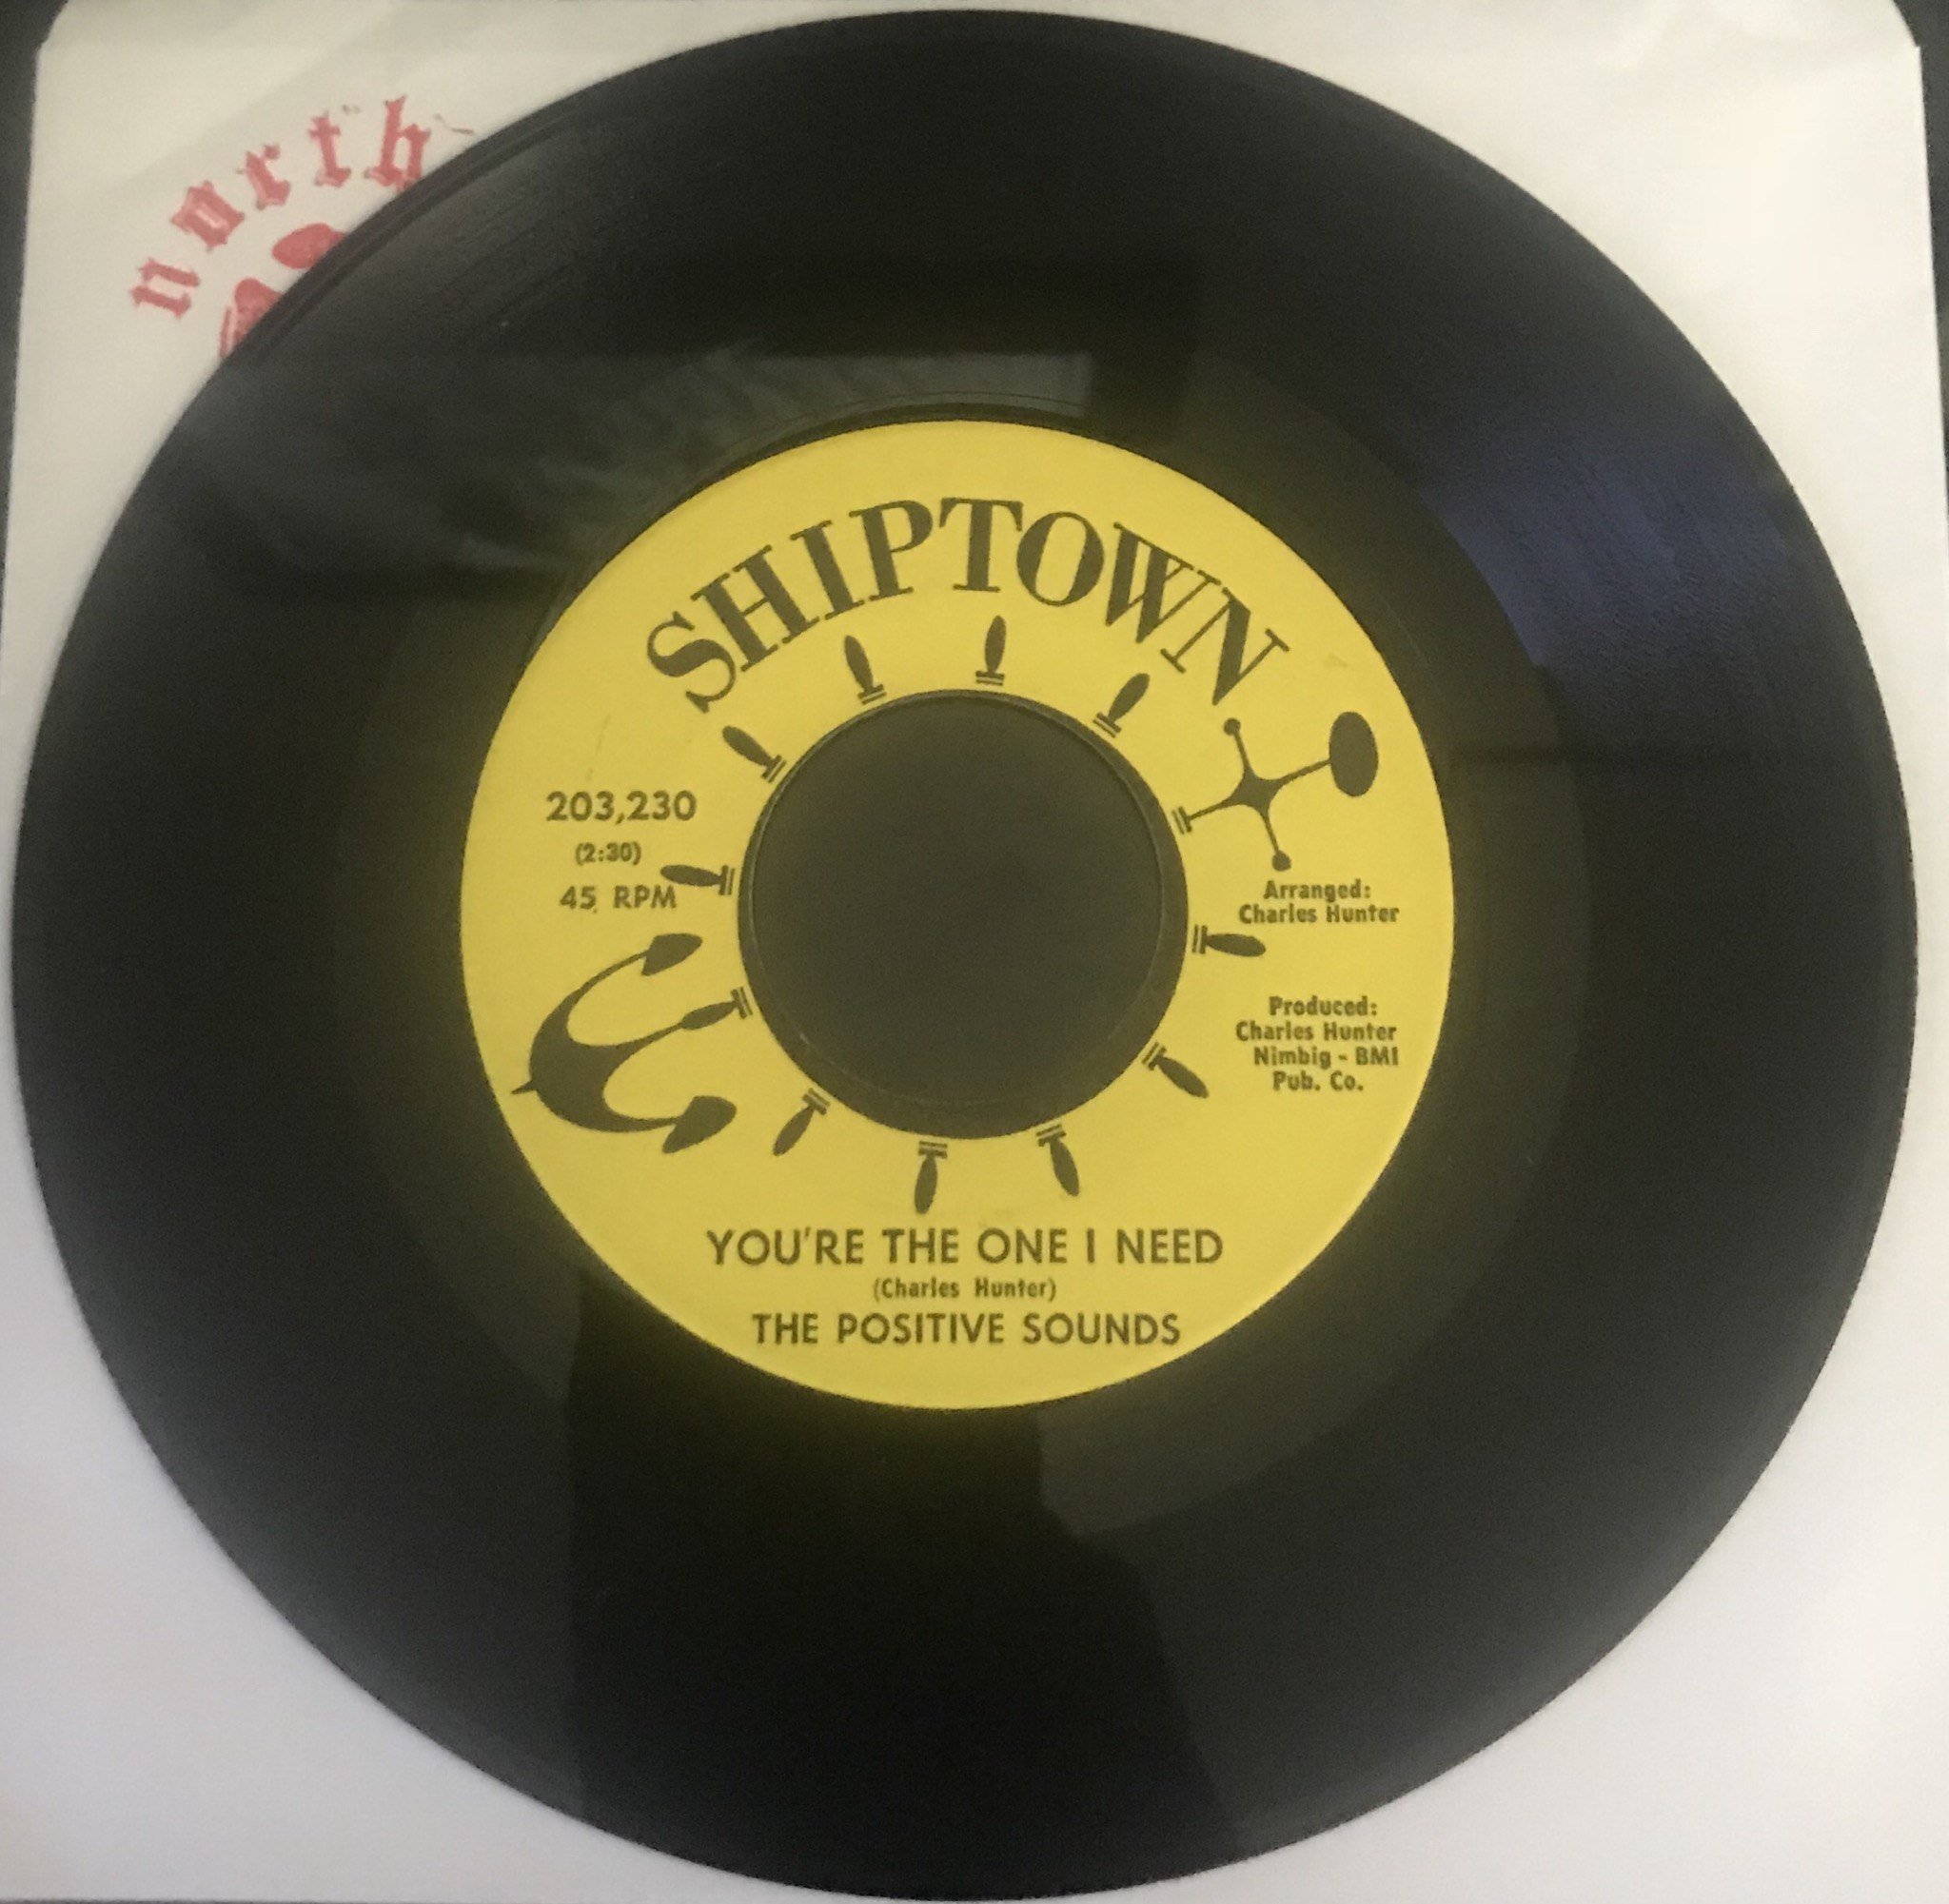 north
SHIPTOWN
203,230
(2:30)
45 RPM
Arranged:
Charles Hunter
Produced:
Charles Hunter
Nimbig - BMI
Pub. Co.
YOU'RE THE ONE I NEED
(Charles Hunter)
THE POSITIVE SOUNDS